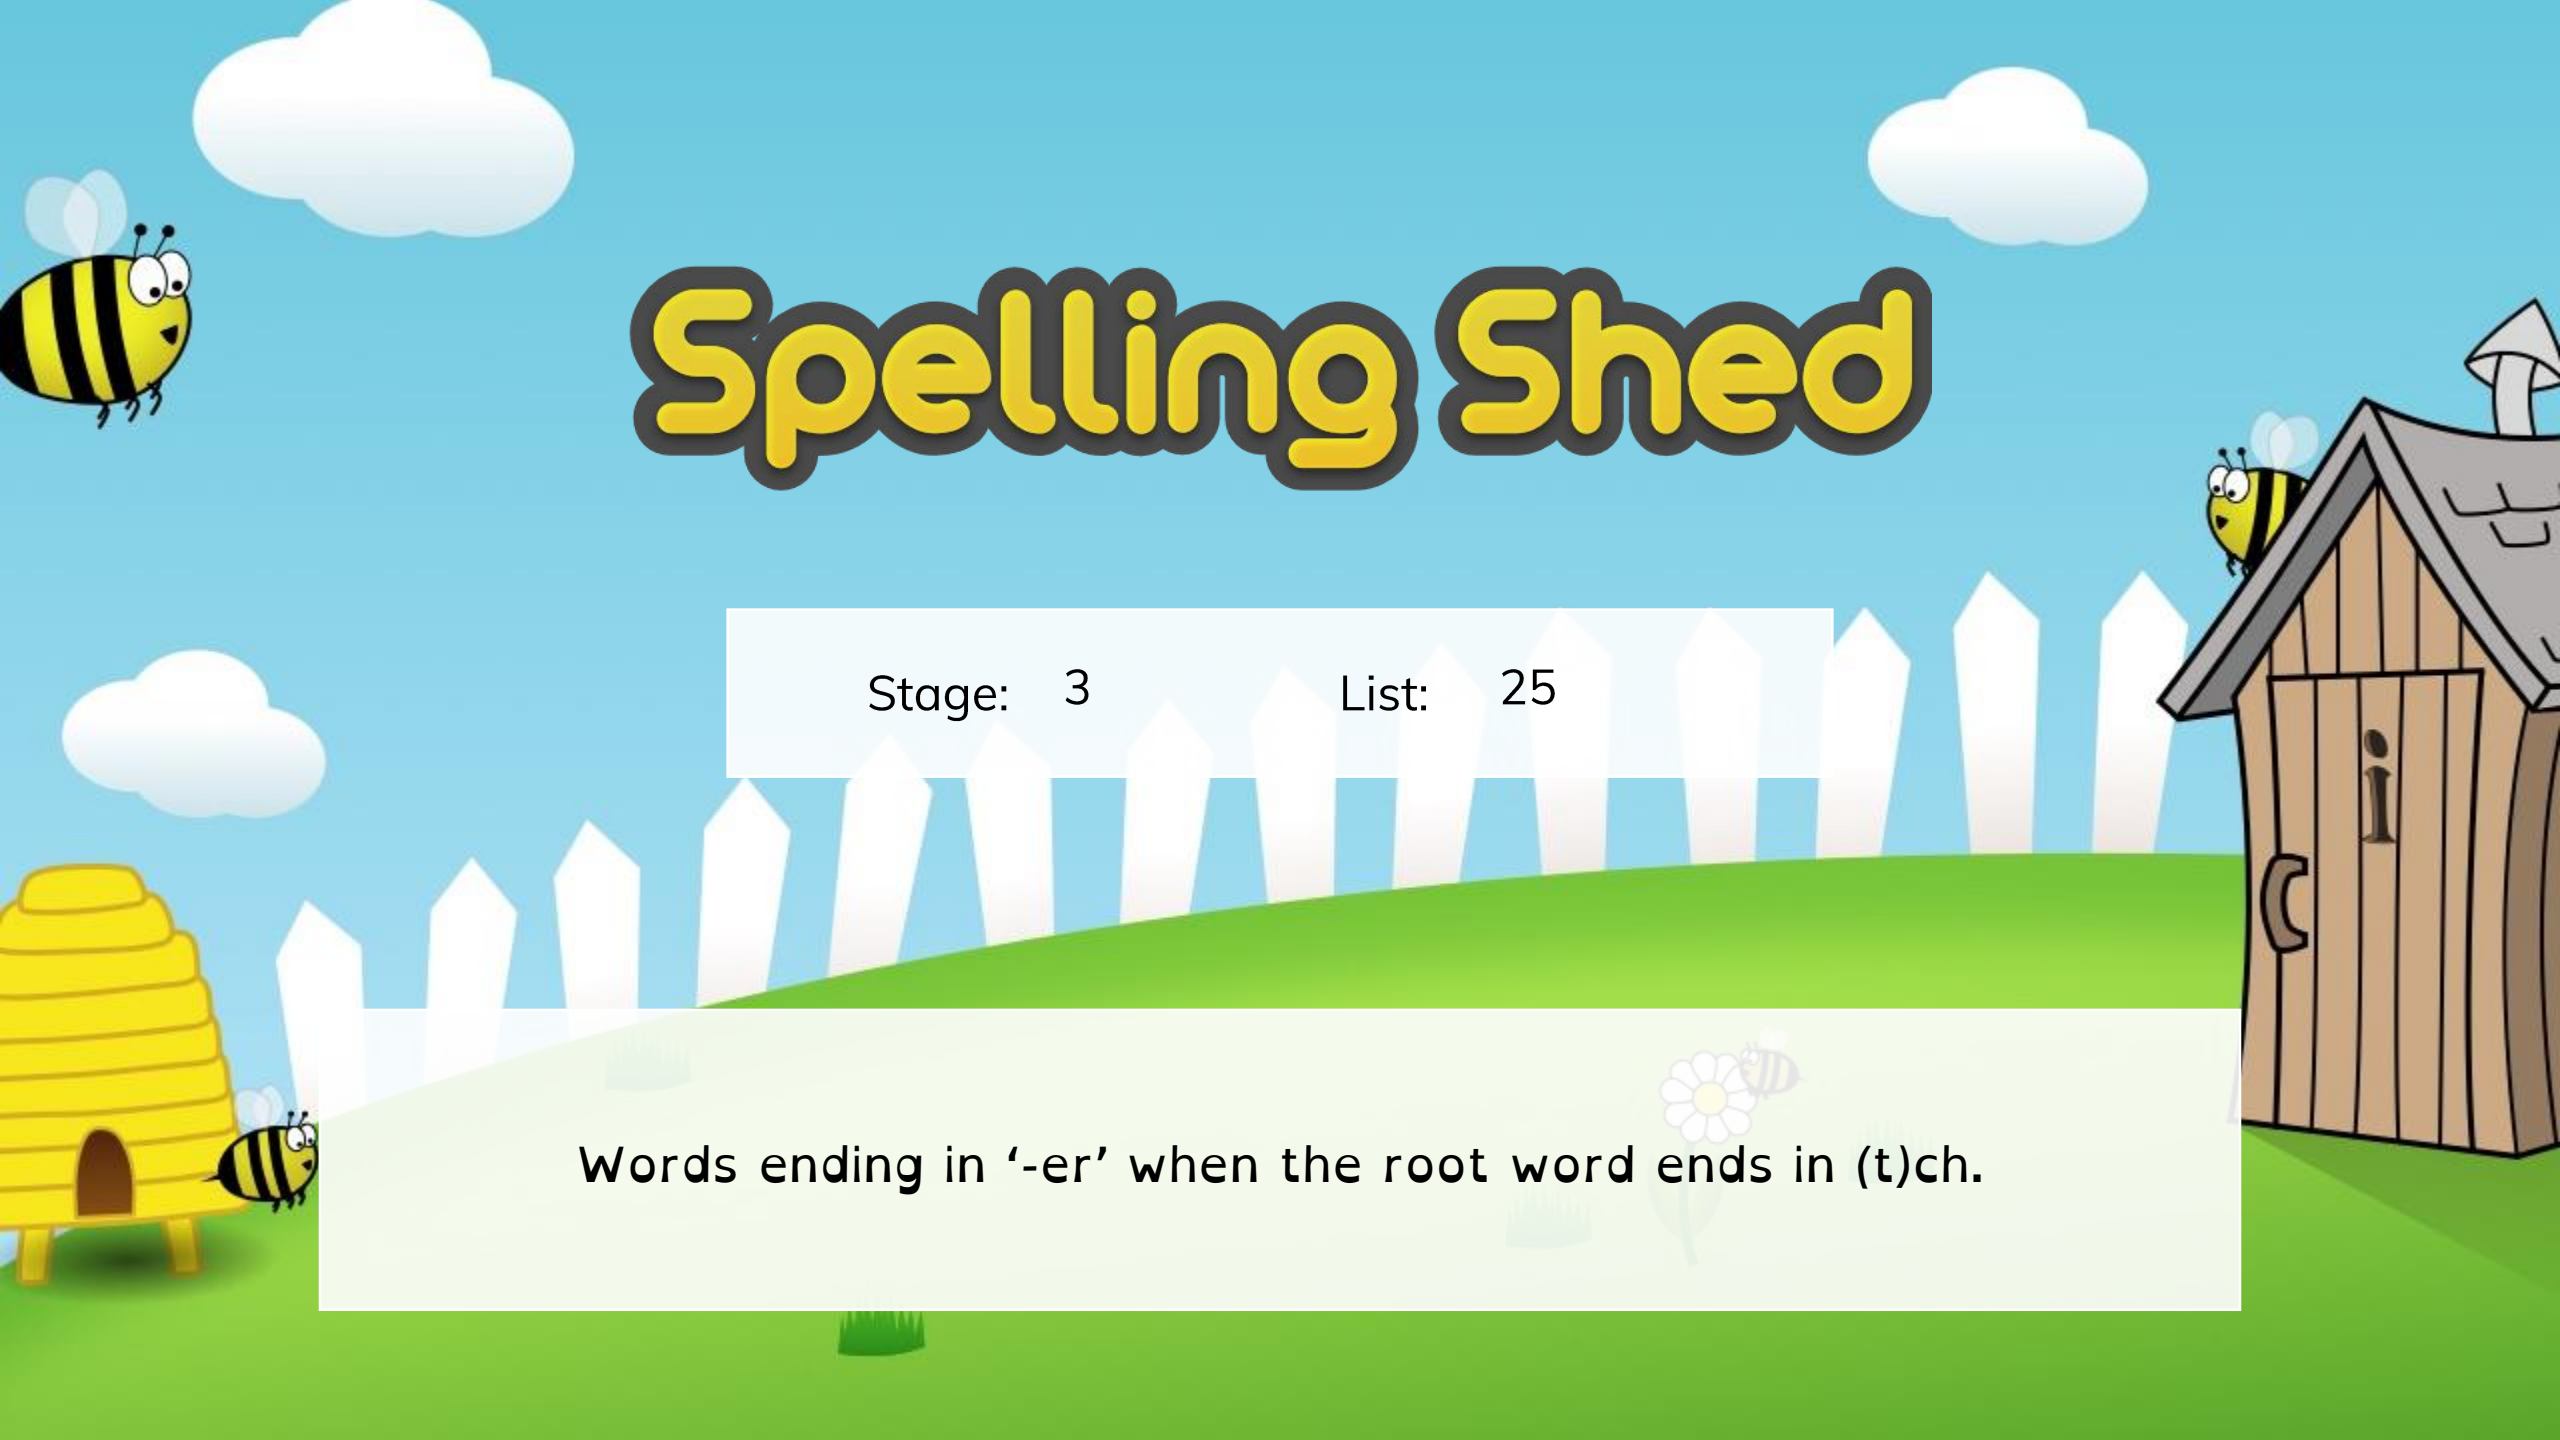 Spelling Shed
Stage: 3 List: 25
i
Words ending in ‘-er’ when the root word ends in (t)ch.